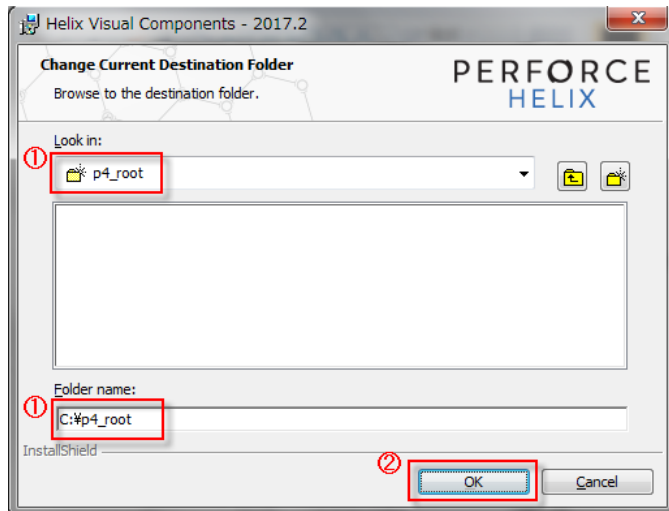 Helix Visual Components - 2017.2
Change Current Destination Folder
Browse to the destination folder.
PERFORCE
HELIX
Look in:
①
p4_root
Folder name:
①
C:¥p4_root
InstallShield
②
OK
Cancel